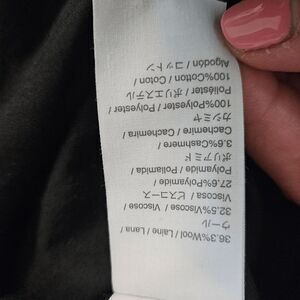 36.3%Wool / Laine / Lana /
ウール
32.5%Viscose / Viscose /
Viscosa / ビスコース
27.6%Polyamide/
Polyamide / Poliamida /
ポリアミド
3.6%Cashmere /
Cachemire / Cachemira /
カシミヤ
100%Polyester / Polyester /
Poliéster / ポリエステル
100%Cotton / Coton /
Algodón / コットン